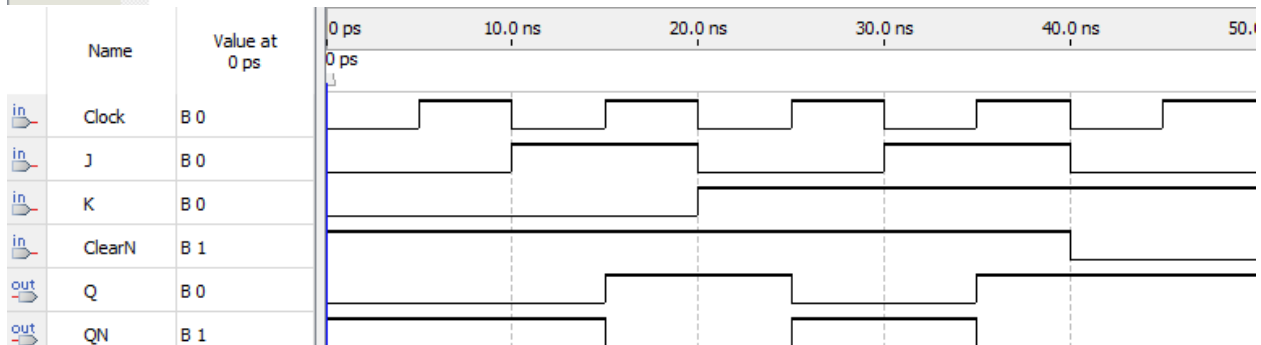 Name
Value at
0 ps
0 ps
10.0 ns
20.0 ns
30.0 ns
40.0 ns
50.
0 ps
in
Clock
B 0
in
J
B 0
in
K
B 0
in
ClearN
B 1
out
Q
B 0
out
QN
B 1